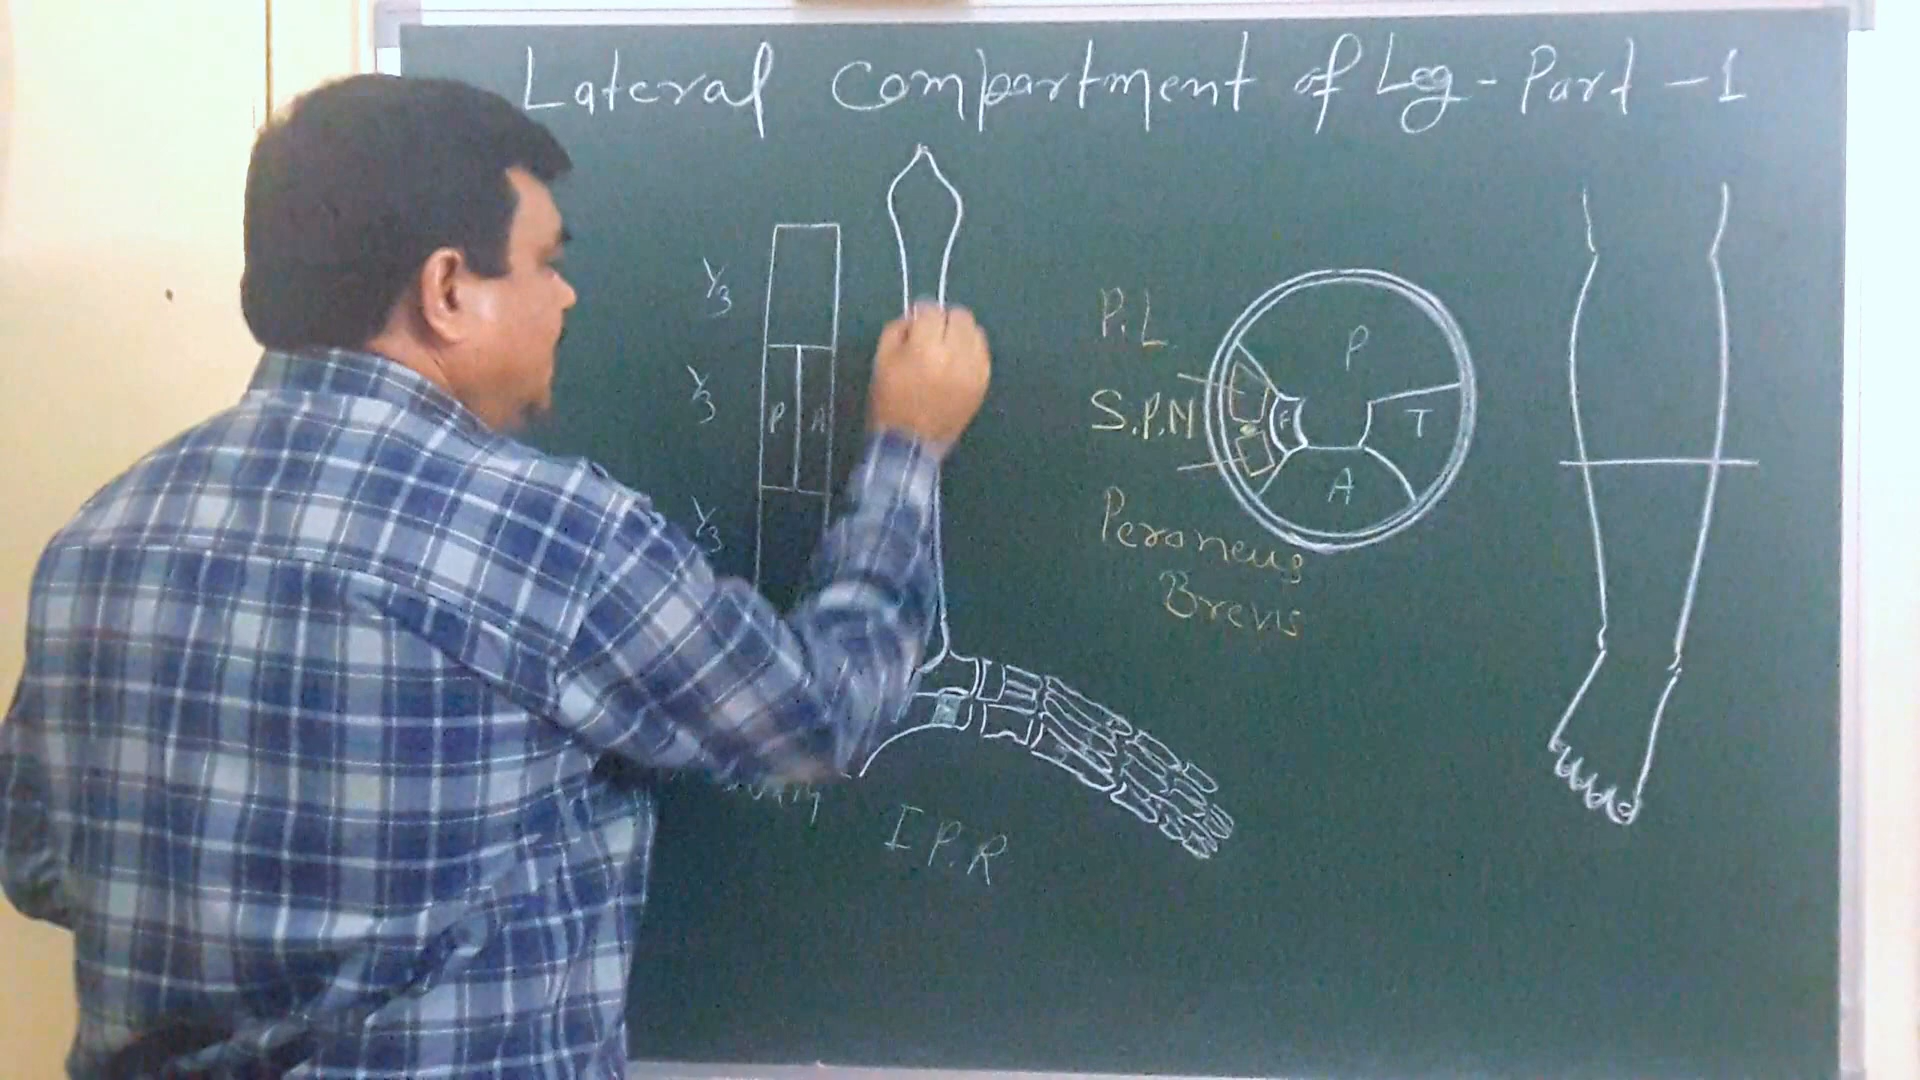 Lateral Compartment of Leg - Part - 1
1/3
1/3
P A
1/3
P.L
S.P.N
Peroneus
Brevis
P
F T
A
I P.R